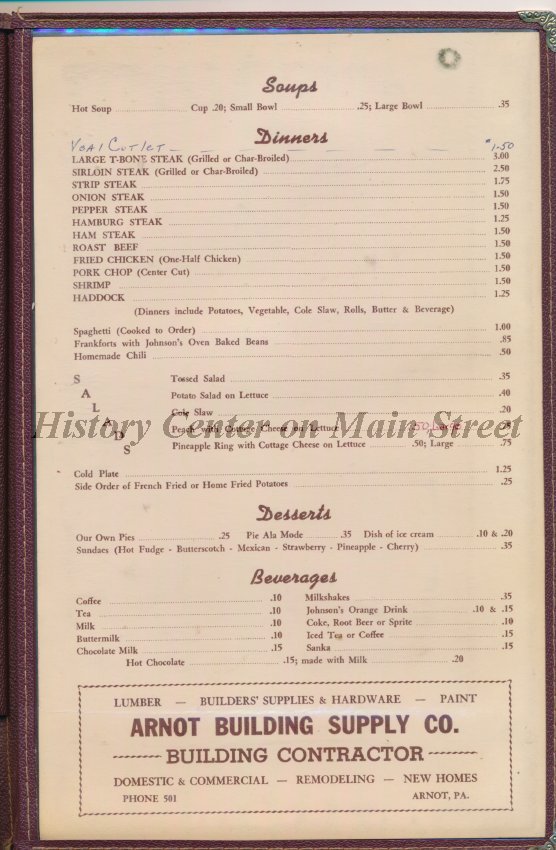 Soups
Hot Soup Cup .20; Small Bowl .25; Large Bowl .35
Dinners
Veal Cutlet $1.50
LARGE T-BONE STEAK (Grilled or Char-Broiled) 3.00
SIRLOIN STEAK (Grilled or Char-Broiled) 2.50
STRIP STEAK 1.75
ONION STEAK 1.50
PEPPER STEAK 1.50
HAMBURG STEAK 1.25
HAM STEAK 1.50
ROAST BEEF 1.50
FRIED CHICKEN (One-Half Chicken) 1.50
PORK CHOP (Center Cut) 1.50
SHRIMP 1.50
HADDOCK 1.25
(Dinners include Potatoes, Vegetable, Cole Slaw, Rolls, Butter & Beverage)
Spaghetti (Cooked to Order) 1.00
Frankforts with Johnson's Oven Baked Beans .85
Homemade Chili .50
SALADS
Tossed Salad .35
Potato Salad on Lettuce .40
Cole Slaw .20
History Center on Main Street
Peach with Cottage Cheese on Lettuce .50; Large
Pineapple Ring with Cottage Cheese on Lettuce .50; Large .75
Cold Plate 1.25
Side Order of French Fried or Home Fried Potatoes .25
Desserts
Our Own Pies .25 Pie Ala Mode .35 Dish of ice cream .10 & .20
Sundaes (Hot Fudge - Butterscotch - Mexican - Strawberry - Pineapple - Cherry) .35
Beverages
Coffee .10
Tea .10
Milk .10
Buttermilk .10
Chocolate Milk .15
Milkshakes .35
Johnson's Orange Drink .10 & .15
Coke, Root Beer or Sprite .10
Iced Tea or Coffee .15
Sanka .15
Hot Chocolate .15; made with Milk .20
LUMBER — BUILDERS' SUPPLIES & HARDWARE — PAINT
ARNOT BUILDING SUPPLY CO.
BUILDING CONTRACTOR
DOMESTIC & COMMERCIAL — REMODELING — NEW HOMES
PHONE 501 ARNOT, PA.